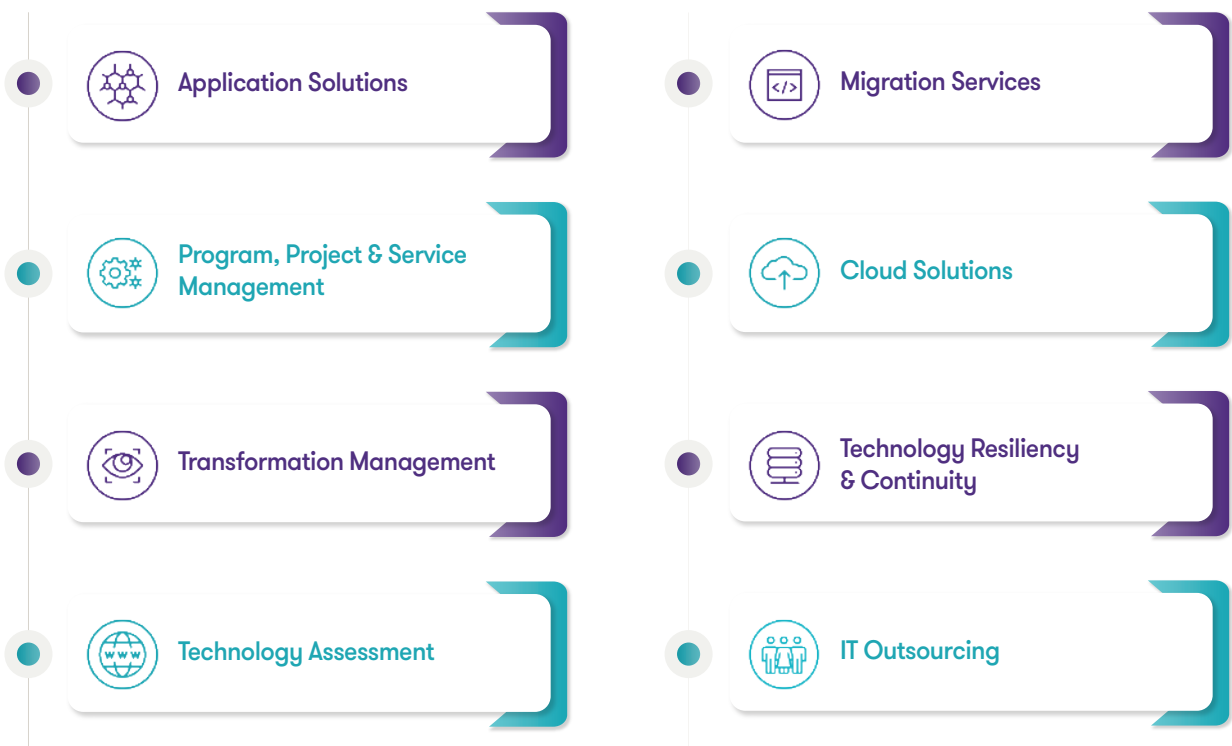 Application Solutions
Program, Project & Service
Management
Transformation Management
www
Technology Assessment
Migration Services
</>
Cloud Solutions
Technology Resiliency
& Continuity
IT Outsourcing